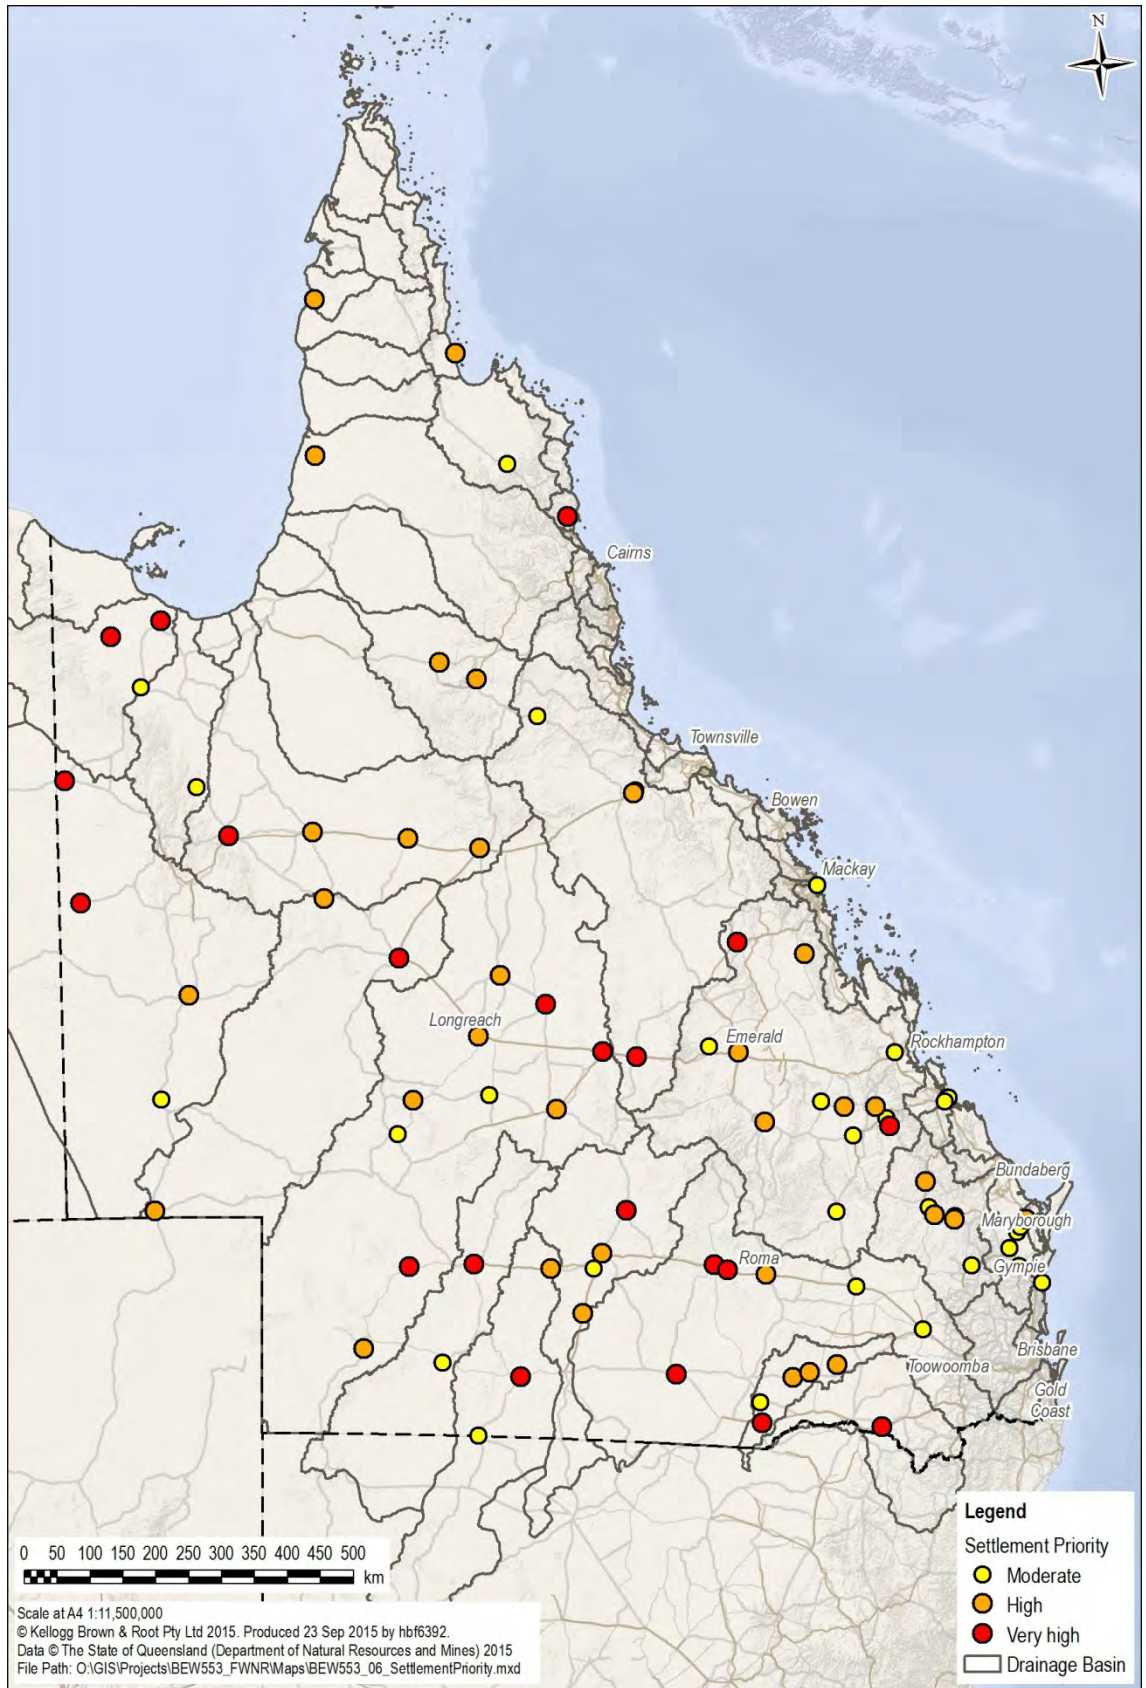 N
Cairns
Townsville
Bowen
Mackay
Longreach
Emerald
Rockhampton
Bundaberg
Maryborough
Roma
Gympie
Brisbane
Toowoomba
Gold
Coast
Legend
Settlement Priority
Moderate
High
Very high
Drainage Basin
0 50 100 150 200 250 300 350 400 450 500
km
Scale at A4 1:11,500,000
© Kellogg Brown & Root Pty Ltd 2015. Produced 23 Sep 2015 by hbf6392.
Data © The State of Queensland (Department of Natural Resources and Mines) 2015
File Path: O:\GIS\Projects\BEW553_FWNR\Maps\BEW553_06_SettlementPriority.mxd